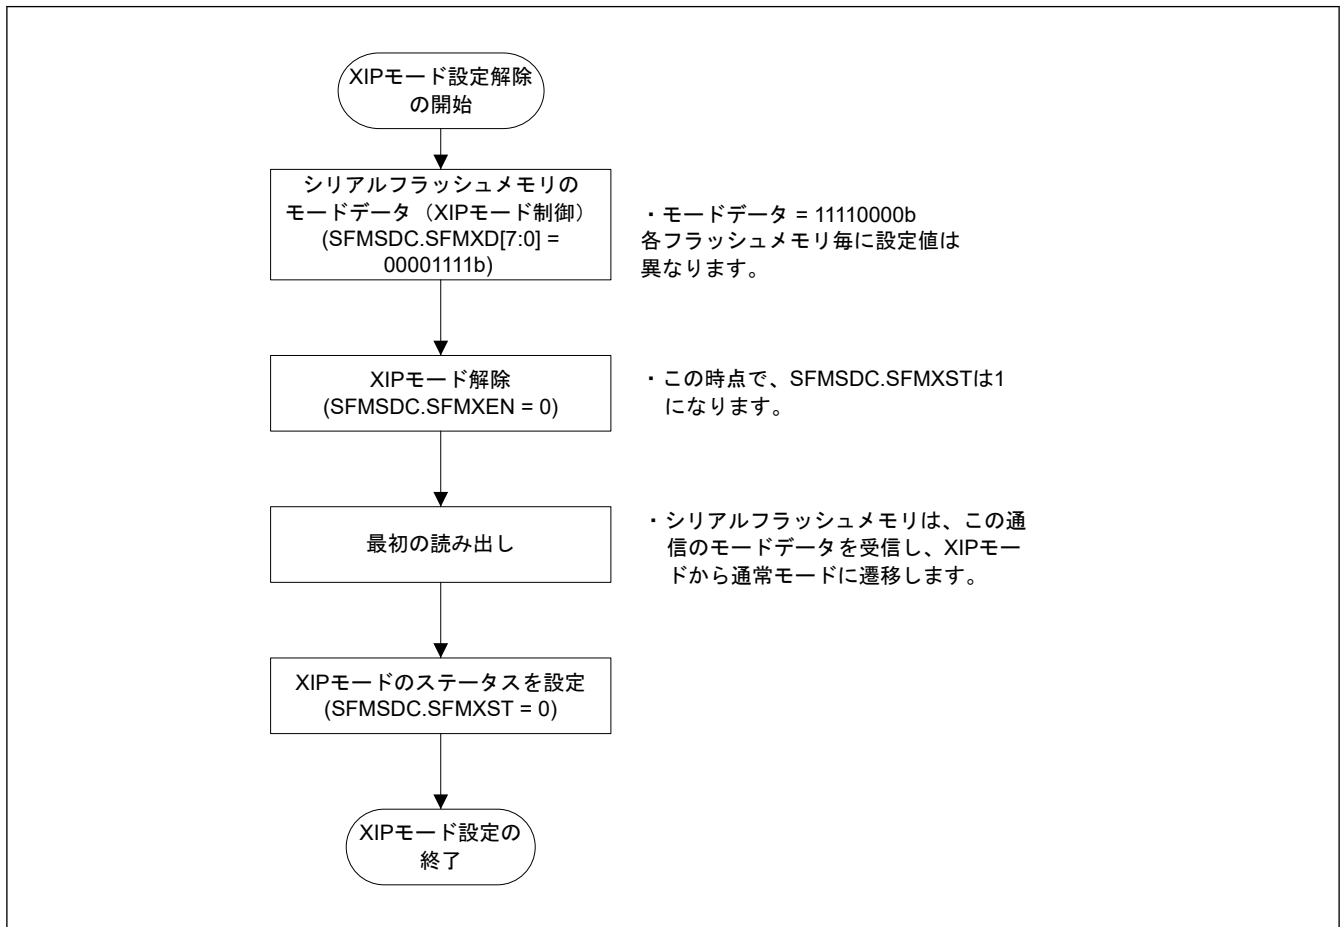 XIPモード設定解除
の開始
シリアルフラッシュメモリの
モードデータ（XIPモード制御）
(SFMSDC.SFMXD[7:0] =
00001111b)
・モードデータ = 11110000b
各フラッシュメモリ毎に設定値は
異なります。
XIPモード解除
(SFMSDC.SFMXEN = 0)
・この時点で、SFMSDC.SFMXSTは1
になります。
最初の読み出し
・シリアルフラッシュメモリは、この通
信のモードデータを受信し、XIPモー
ドから通常モードに遷移します。
XIPモードのステータスを設定
(SFMSDC.SFMXST = 0)
XIPモード設定の
終了